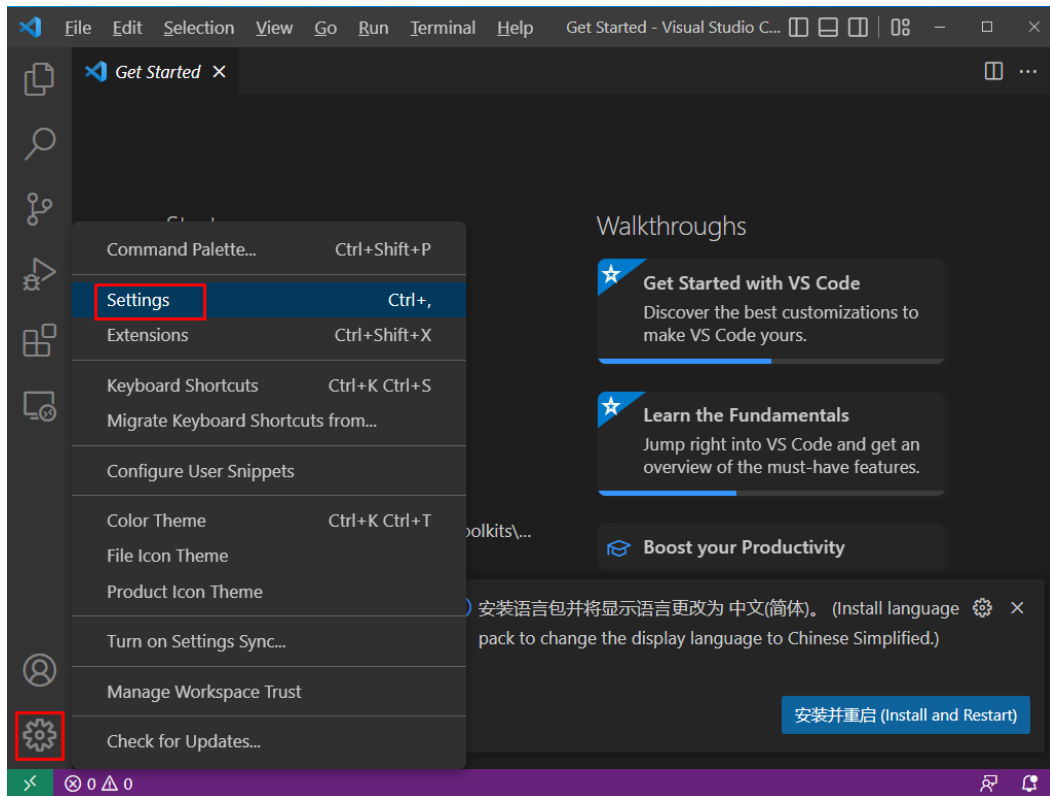 File Edit Selection View Go Run Terminal Help Get Started - Visual Studio C...
Get Started
Command Palette... Ctrl+Shift+P
Settings Ctrl+,
Extensions Ctrl+Shift+X
Keyboard Shortcuts Ctrl+K Ctrl+S
Migrate Keyboard Shortcuts from...
Configure User Snippets
Color Theme Ctrl+K Ctrl+T
File Icon Theme
Product Icon Theme
Turn on Settings Sync...
Manage Workspace Trust
Check for Updates...
Walkthroughs
Get Started with VS Code
Discover the best customizations to
make VS Code yours.
Learn the Fundamentals
Jump right into VS Code and get an
overview of the must-have features.
Boost your Productivity
安装语言包并将显示语言更改为 中文(简体)。 (Install language
pack to change the display language to Chinese Simplified.)
安装并重启 (Install and Restart)
0 0